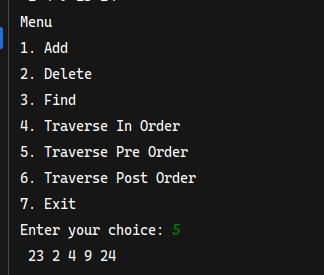 Menu
1. Add
2. Delete
3. Find
4. Traverse In Order
5. Traverse Pre Order
6. Traverse Post Order
7. Exit
Enter your choice: 5
23 2 4 9 24